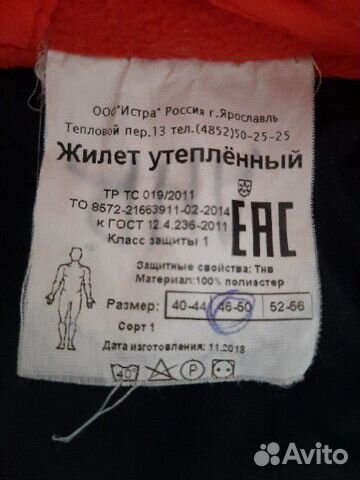 ООО"Истра" Россия г.Ярославль
Тепловой пер.13 тел.(4852)50-25-25
Жилет утеплённый
ТР ТС 019/2011
ТО 8572-21663911-02-2014
к ГОСТ 12.4.236-2011
Класс защиты 1
ЕАС
Защитные свойства: Тнв
Материал:100% полиэстер
Размер: 40-44 46-50 52-56
Сорт 1
Дата изготовления: 11.2018
40° P
Avito